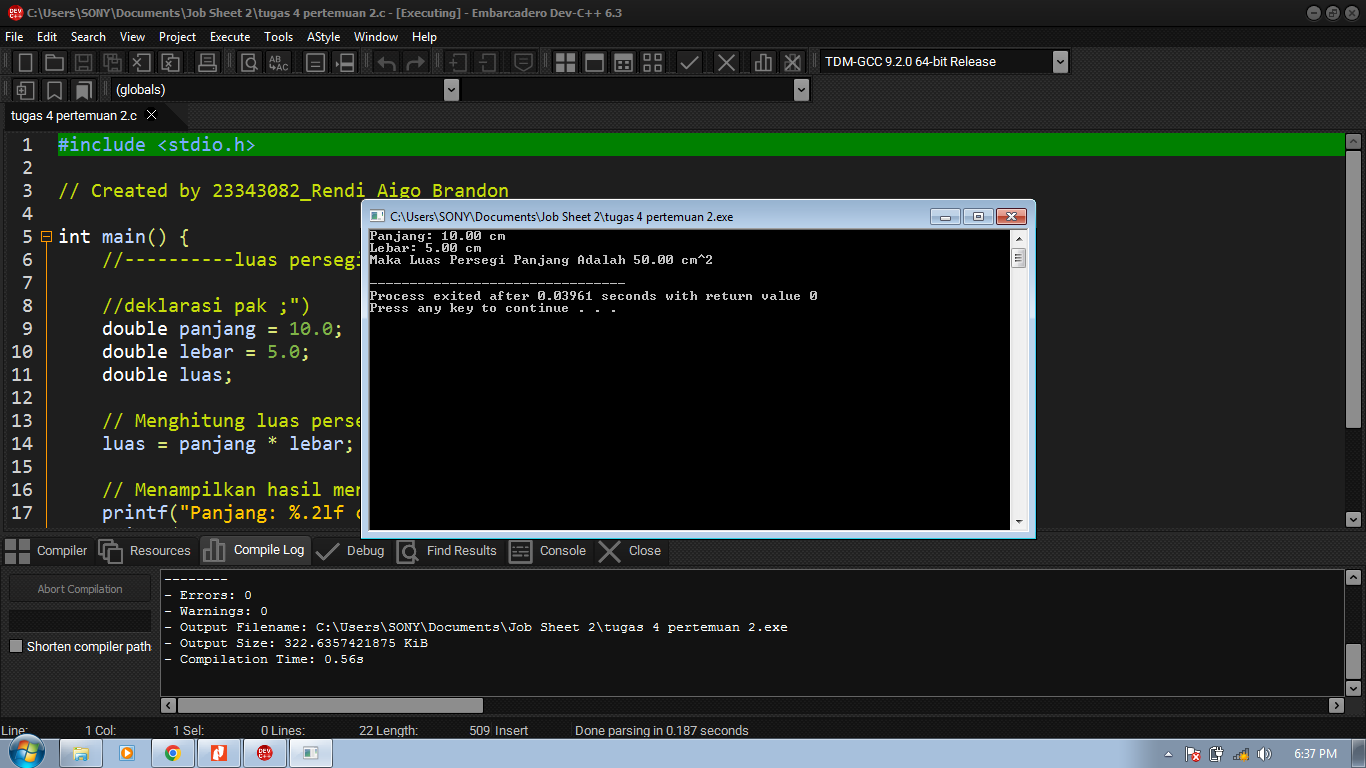 C:\Users\SONY\Documents\Job Sheet 2\tugas 4 pertemuan 2.c - [Executing] - Embarcadero Dev-C++ 6.3
File Edit Search View Project Execute Tools AStyle Window Help
TDM-GCC 9.2.0 64-bit Release
(globals)
tugas 4 pertemuan 2.c
1 #include <stdio.h>
2
3 // Created by 23343082_Rendi Aigo Brandon
4
5 int main() {
6 //----------luas persegi
7
8 //deklarasi pak ;")
9 double panjang = 10.0;
10 double lebar = 5.0;
11 double luas;
12
13 // Menghitung luas perse
14 luas = panjang * lebar;
15
16 // Menampilkan hasil men
17 printf("Panjang: %.2lf c
C:\Users\SONY\Documents\Job Sheet 2\tugas 4 pertemuan 2.exe
Panjang: 10.00 cm
Lebar: 5.00 cm
Maka Luas Persegi Panjang Adalah 50.00 cm^2
--------------------------------
Process exited after 0.03961 seconds with return value 0
Press any key to continue . . .
Compiler Resources Compile Log Debug Find Results Console Close
Abort Compilation
Shorten compiler path
--------
- Errors: 0
- Warnings: 0
- Output Filename: C:\Users\SONY\Documents\Job Sheet 2\tugas 4 pertemuan 2.exe
- Output Size: 322.6357421875 KiB
- Compilation Time: 0.56s
Line: 1 Col: 1 Sel: 0 Lines: 22 Length: 509 Insert Done parsing in 0.187 seconds
6:37 PM